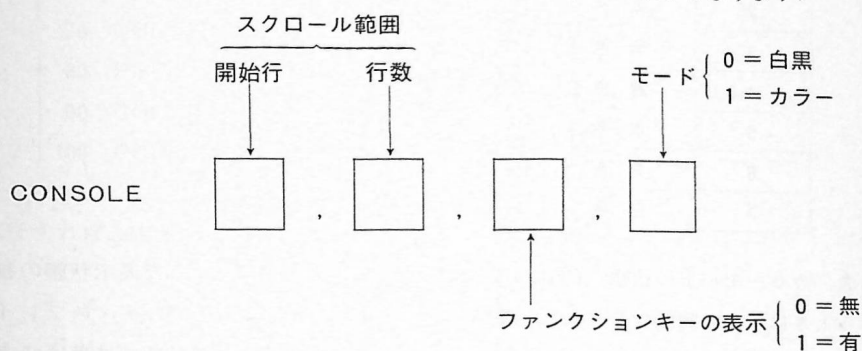 スクロール範囲
開始行 行数
モード { 0 = 白黒
1 = カラー
CONSOLE , , ,
ファンクションキーの表示 { 0 = 無
1 = 有